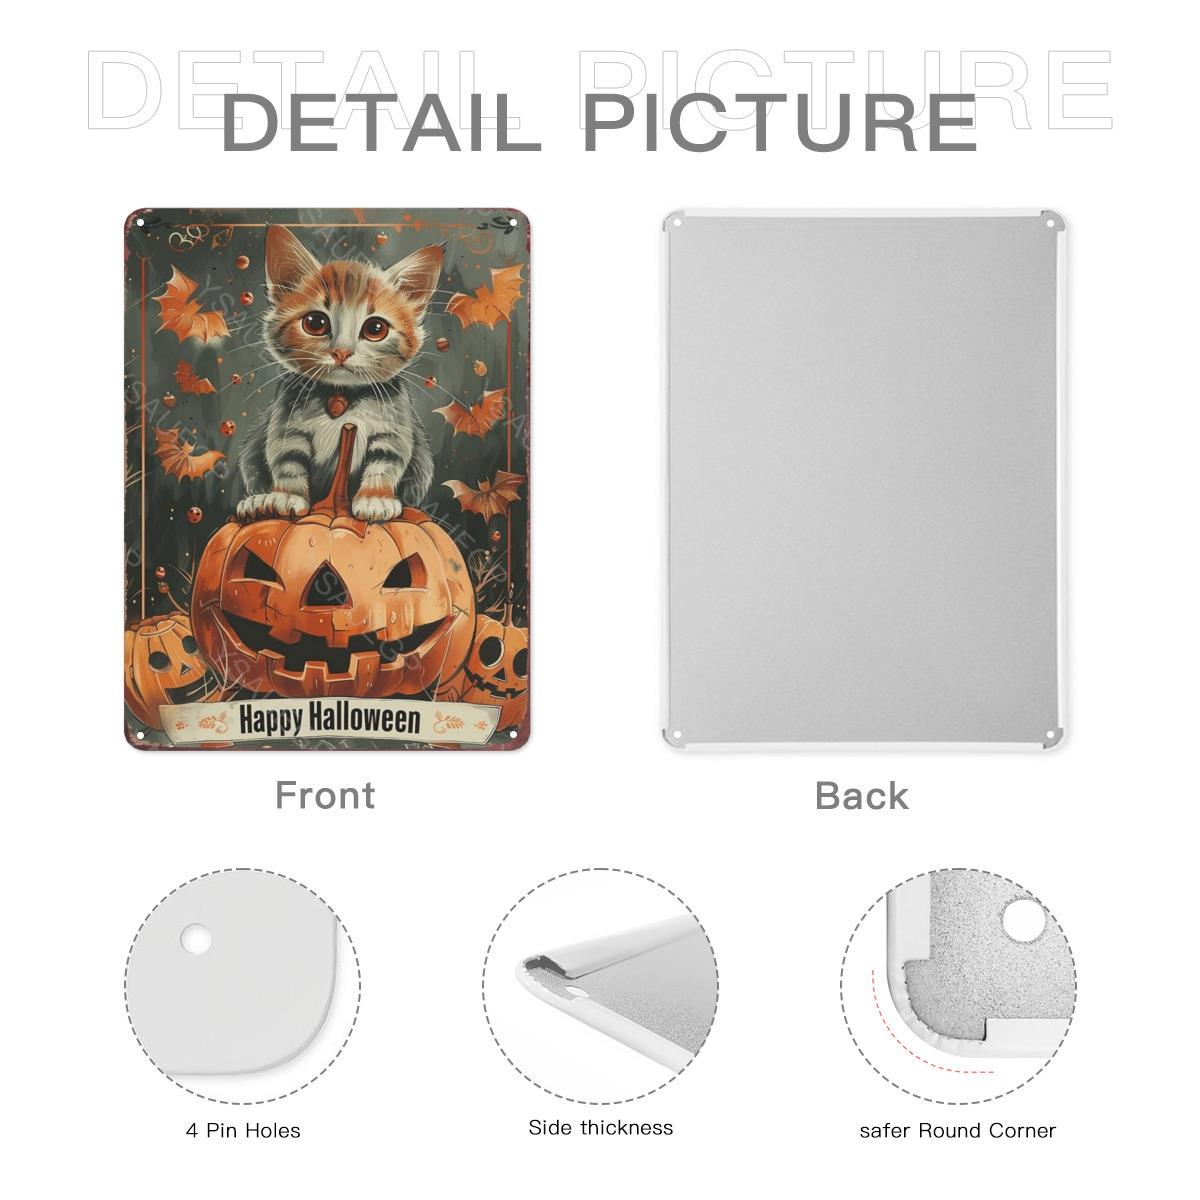 DETAIL PICTURE
DETAIL PICTURE
Happy Halloween
Front
Back
4 Pin Holes
Side thickness
safer Round Corner